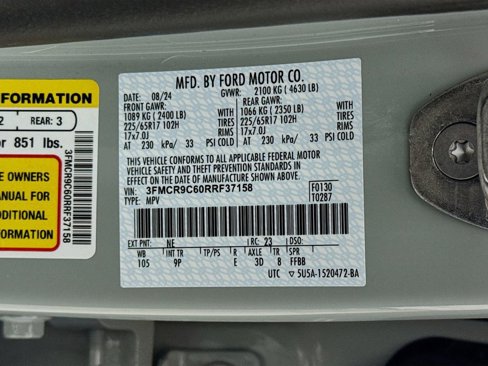 FORMATION
2 REAR: 3
or 851 lbs.
E OWNERS
ANUAL FOR
DDITIONAL
FORMATION
3FMCR9C60RRF37158
MFD. BY FORD MOTOR CO.
DATE: 08/24 GVWR: 2100 KG ( 4630 LB)
FRONT GAWR: REAR GAWR:
1089 KG ( 2400 LB) 1066 KG ( 2350 LB)
225/65R17 102H TIRES 225/65R17 102H
17x7.0J RIMS 17x7.0J
AT 230 kPa/ 33 PSI COLD AT 230 kPa/ 33 PSI COLD
THIS VEHICLE CONFORMS TO ALL APPLICABLE FEDERAL MOTOR
VEHICLE SAFETY AND THEFT PREVENTION STANDARDS IN EFFECT
ON THE DATE OF MANUFACTURE SHOWN ABOVE.
VIN: 3FMCR9C60RRF37158 F0130
TYPE: MPV T0287
EXT PNT: NE RC: 23 DSO:
WB INT TR TP/PS R AXLE TR SPR
105 9P E 3D 8 FFBB
UTC ▽ 5U5A-1520472-BA